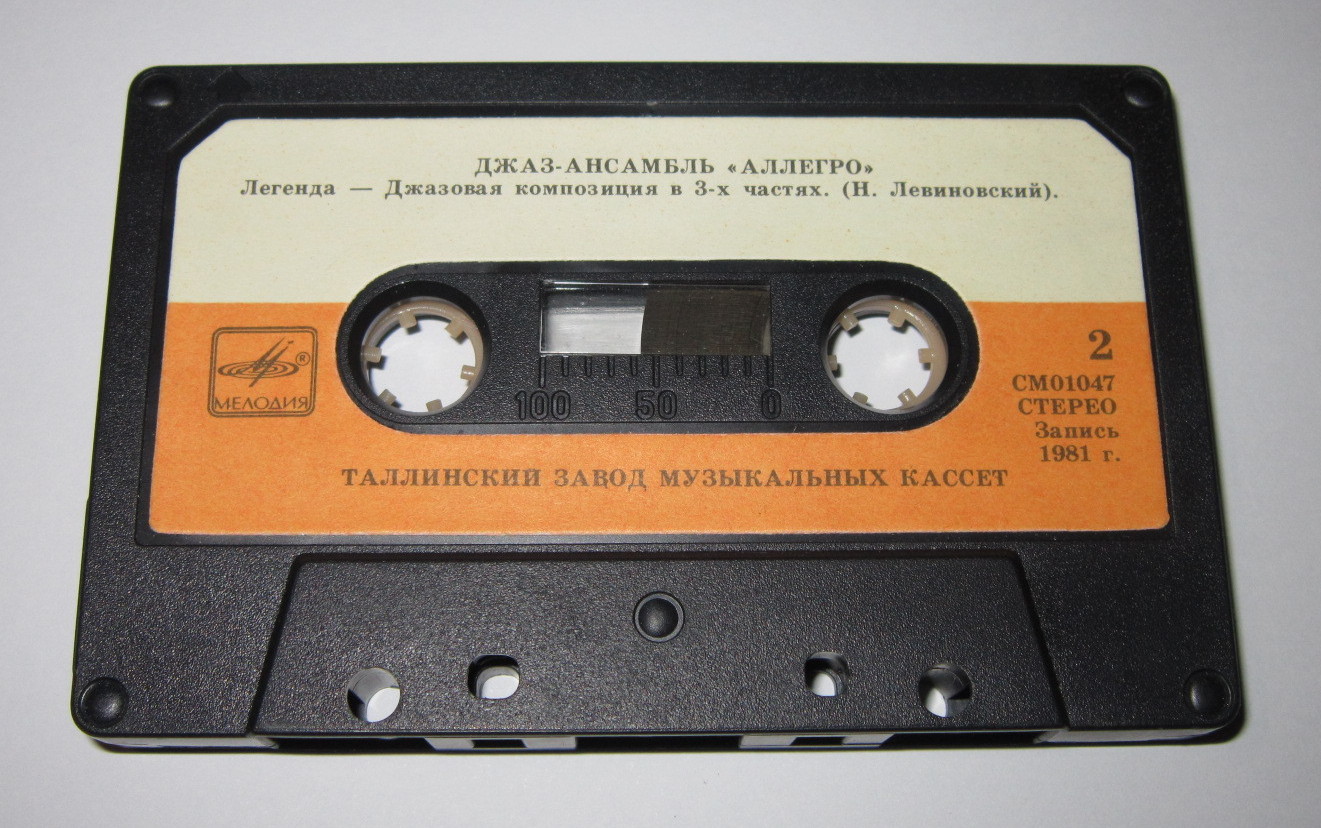 ДЖАЗ-АНСАМБЛЬ «АЛЛЕГРО»
Легенда — Джазовая композиция в 3-х частях. (Н. Левиновский).
®
МЕЛОДИЯ
100 50 0
2
СМ01047
СТЕРЕО
Запись
1981 г.
ТАЛЛИНСКИЙ ЗАВОД МУЗЫКАЛЬНЫХ КАССЕТ